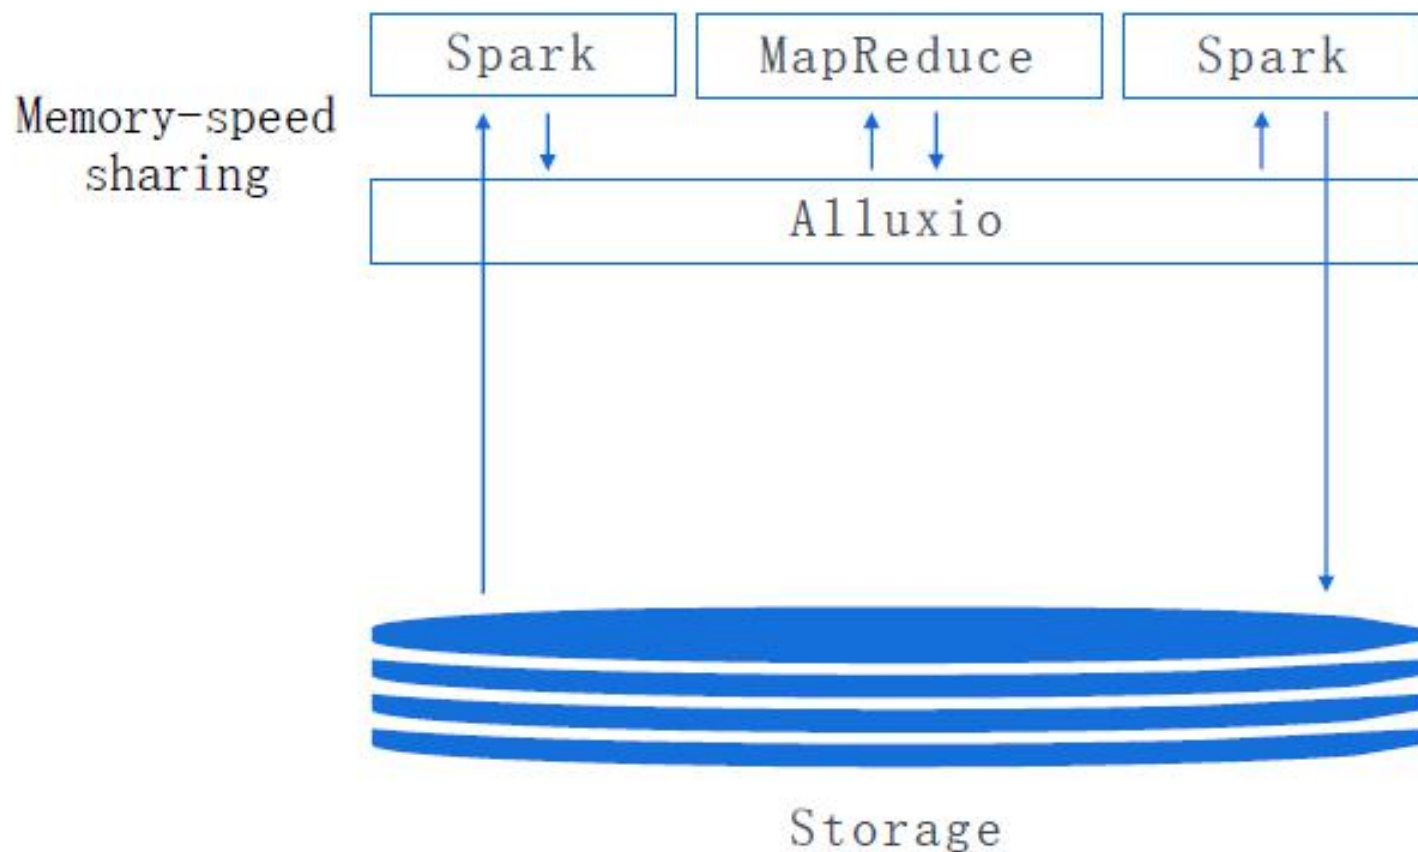 Spark
MapReduce
Spark
Memory-speed
sharing
Alluxio
Storage